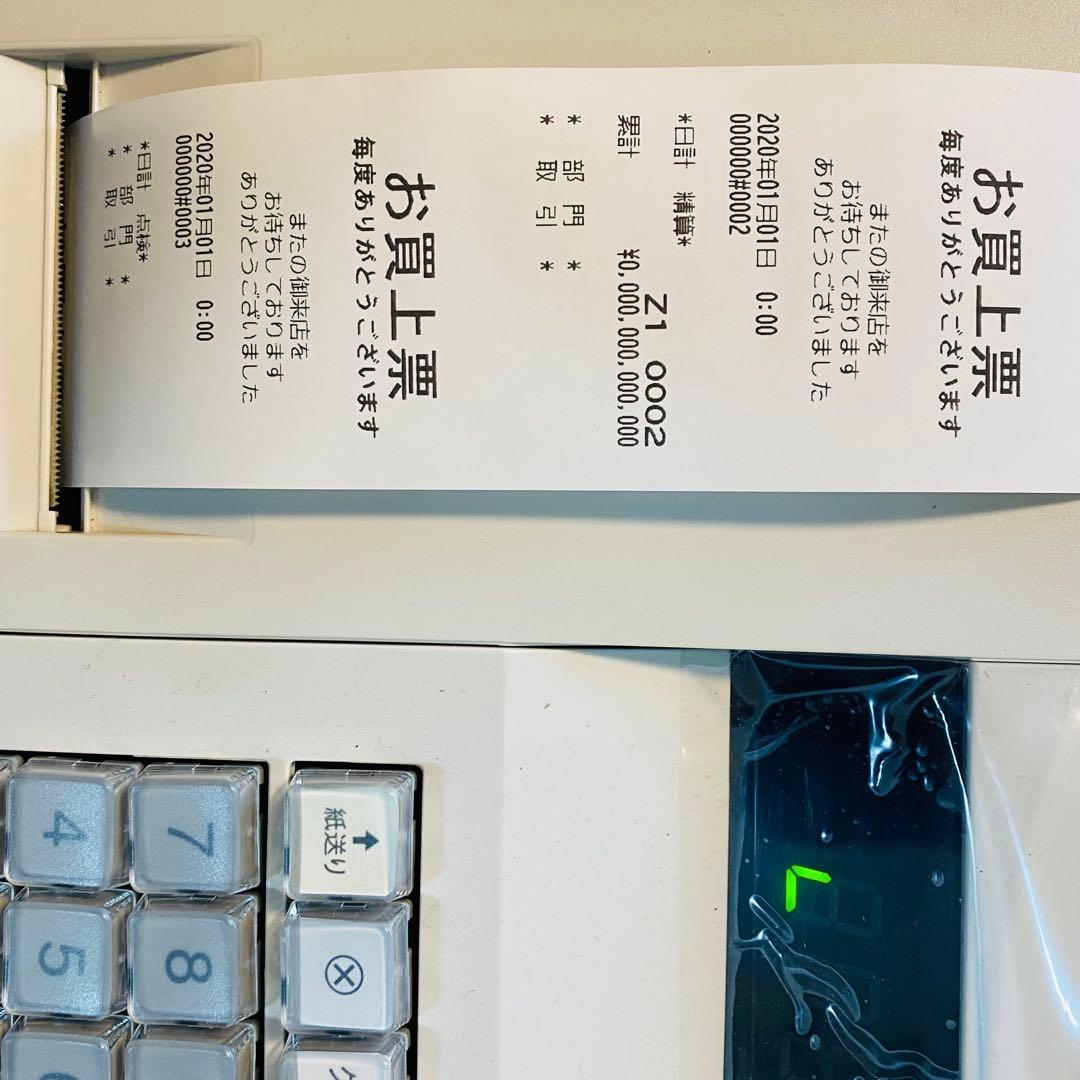 お買上票
毎度ありがとうございます
またの御来店を
お待ちしております
ありがとうございました
2020年01月01日 0:00
000000#0002
*日計 精算*
Z1 0002
累計 ¥0,000,000,000,000
* 部 門 *
* 取 引 *
お買上票
毎度ありがとうございます
またの御来店を
お待ちしております
ありがとうございました
2020年01月01日 0:00
000000#0003
*日計 点検*
* 部 門 *
* 取 引 *
↑
紙送り
⊗
7
8
4
5